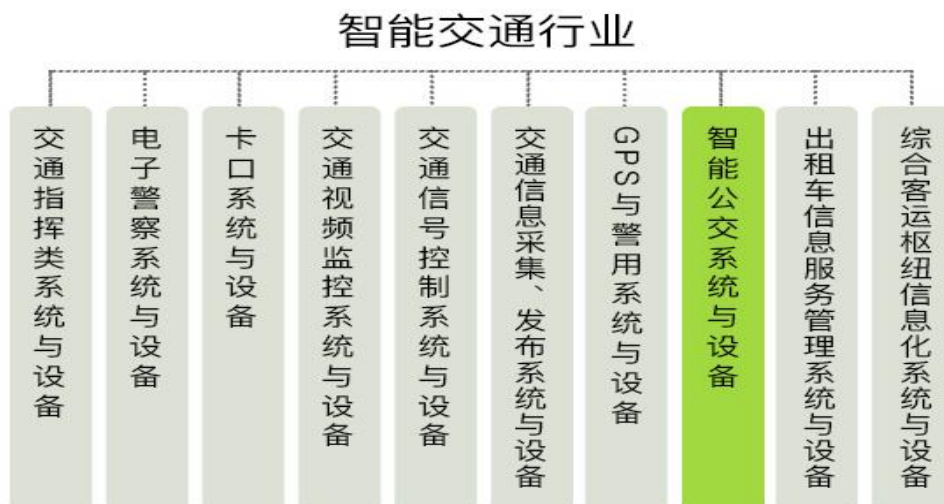 智能交通行业
交通指挥类系统与设备
电子警察系统与设备
卡口系统与设备
交通视频监控系统与设备
交通信号控制系统与设备
交通信息采集、发布系统与设备
GPS与警用系统与设备
智能公交系统与设备
出租车信息服务管理系统与设备
综合客运枢纽信息化系统与设备